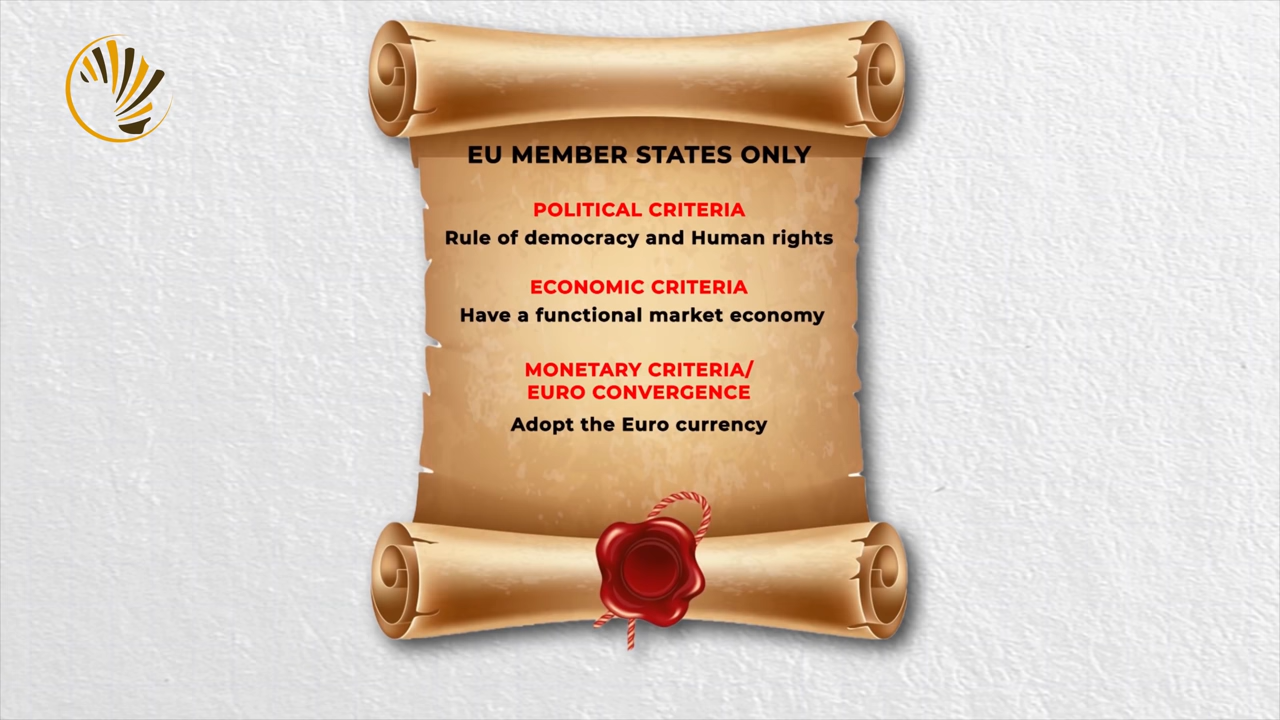 EU MEMBER STATES ONLY
POLITICAL CRITERIA
Rule of democracy and Human rights
ECONOMIC CRITERIA
Have a functional market economy
MONETARY CRITERIA/
EURO CONVERGENCE
Adopt the Euro currency